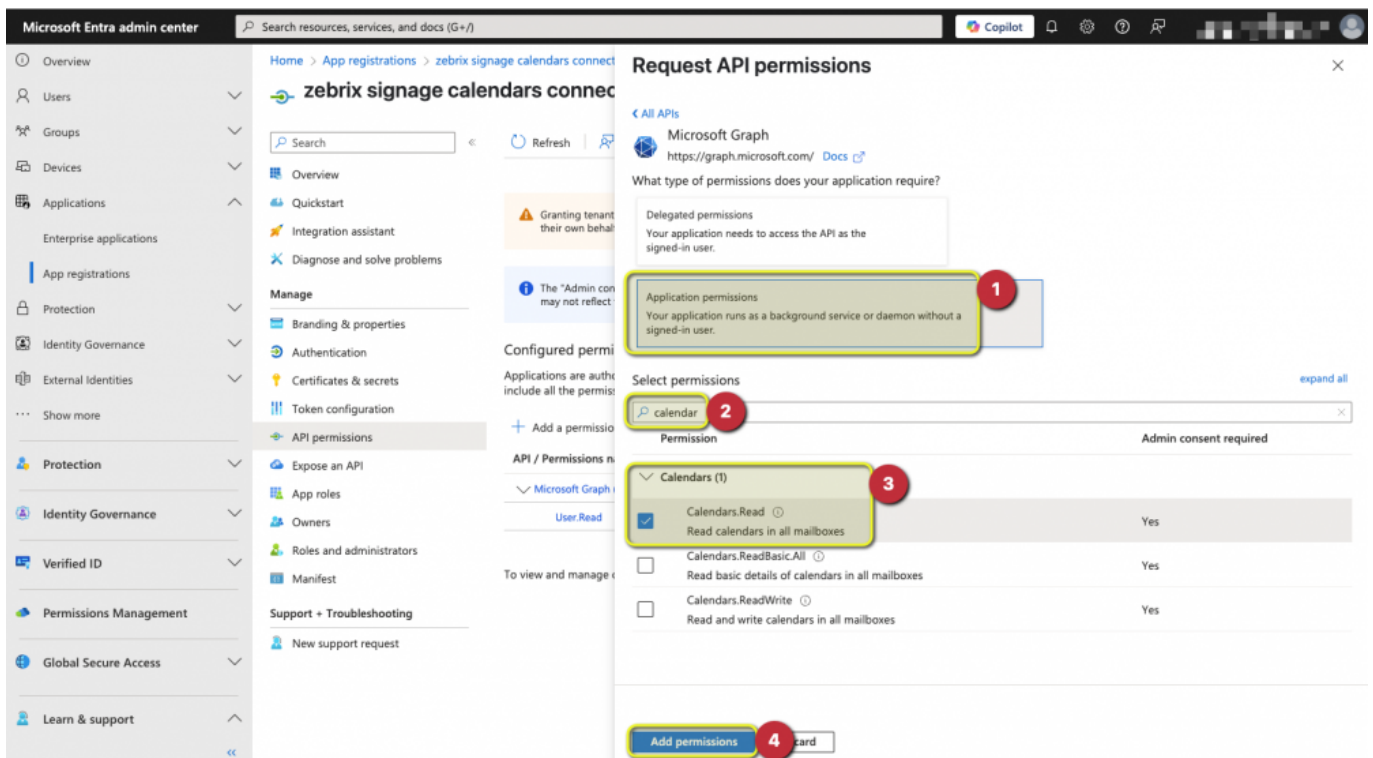 Microsoft Entra admin center
Search resources, services, and docs (G+/)
Copilot
Overview
Users
Groups
Devices
Applications
Enterprise applications
App registrations
Protection
Identity Governance
External Identities
Show more
Protection
Identity Governance
Verified ID
Permissions Management
Global Secure Access
Learn & support
Home > App registrations > zebrix signage calendars connect
zebrix signage calendars connec
Search
Overview
Quickstart
Integration assistant
Diagnose and solve problems
Manage
Branding & properties
Authentication
Certificates & secrets
Token configuration
API permissions
Expose an API
App roles
Owners
Roles and administrators
Manifest
Support + Troubleshooting
New support request
Refresh
Granting tenant
their own behal
The "Admin con
may not reflect
Configured permi
Applications are autho
include all the permiss
Add a permissio
API / Permissions n
Microsoft Graph
User.Read
To view and manage
Request API permissions
All APIs
Microsoft Graph
https://graph.microsoft.com/ Docs
What type of permissions does your application require?
Delegated permissions
Your application needs to access the API as the
signed-in user.
Application permissions
Your application runs as a background service or daemon without a
signed-in user.
1
Select permissions
expand all
calendar
2
Permission
Admin consent required
Calendars (1)
3
Calendars.Read
Read calendars in all mailboxes
Yes
Calendars.ReadBasic.All
Read basic details of calendars in all mailboxes
Yes
Calendars.ReadWrite
Read and write calendars in all mailboxes
Yes
Add permissions
4
card